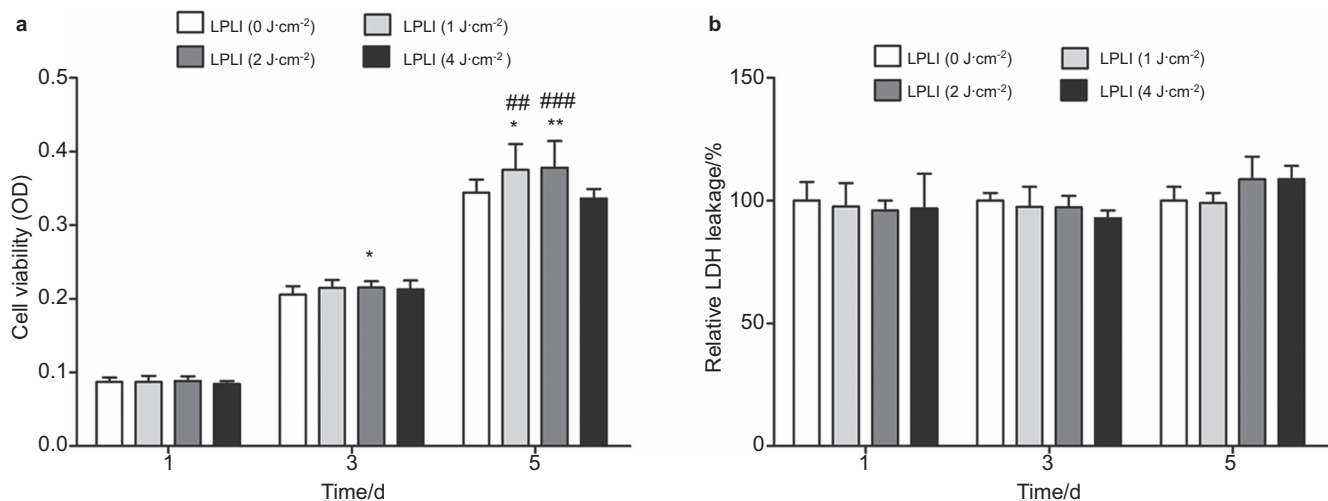 a
LPLI (0 J·cm⁻²) LPLI (1 J·cm⁻²)
LPLI (2 J·cm⁻²) LPLI (4 J·cm⁻² )
0.5
0.4
0.3
0.2
0.1
0.0
Cell viability (OD)
## ###
* **
*
1 3 5
Time/d
b
LPLI (0 J·cm⁻²) LPLI (1 J·cm⁻²)
LPLI (2 J·cm⁻²) LPLI (4 J·cm⁻²)
150
100
50
0
Relative LDH leakage/%
1 3 5
Time/d